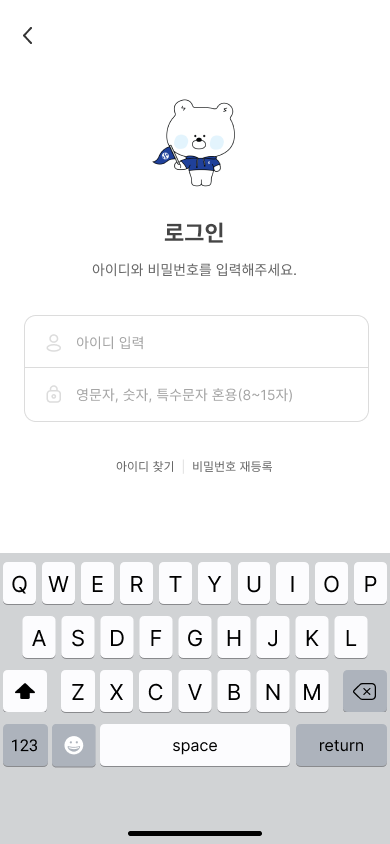 로그인
아이디와 비밀번호를 입력해주세요.
아이디 입력
영문자, 숫자, 특수문자 혼용(8~15자)
아이디 찾기 | 비밀번호 재등록
Q W E R T Y U I O P
A S D F G H J K L
Z X C V B N M
123 space return